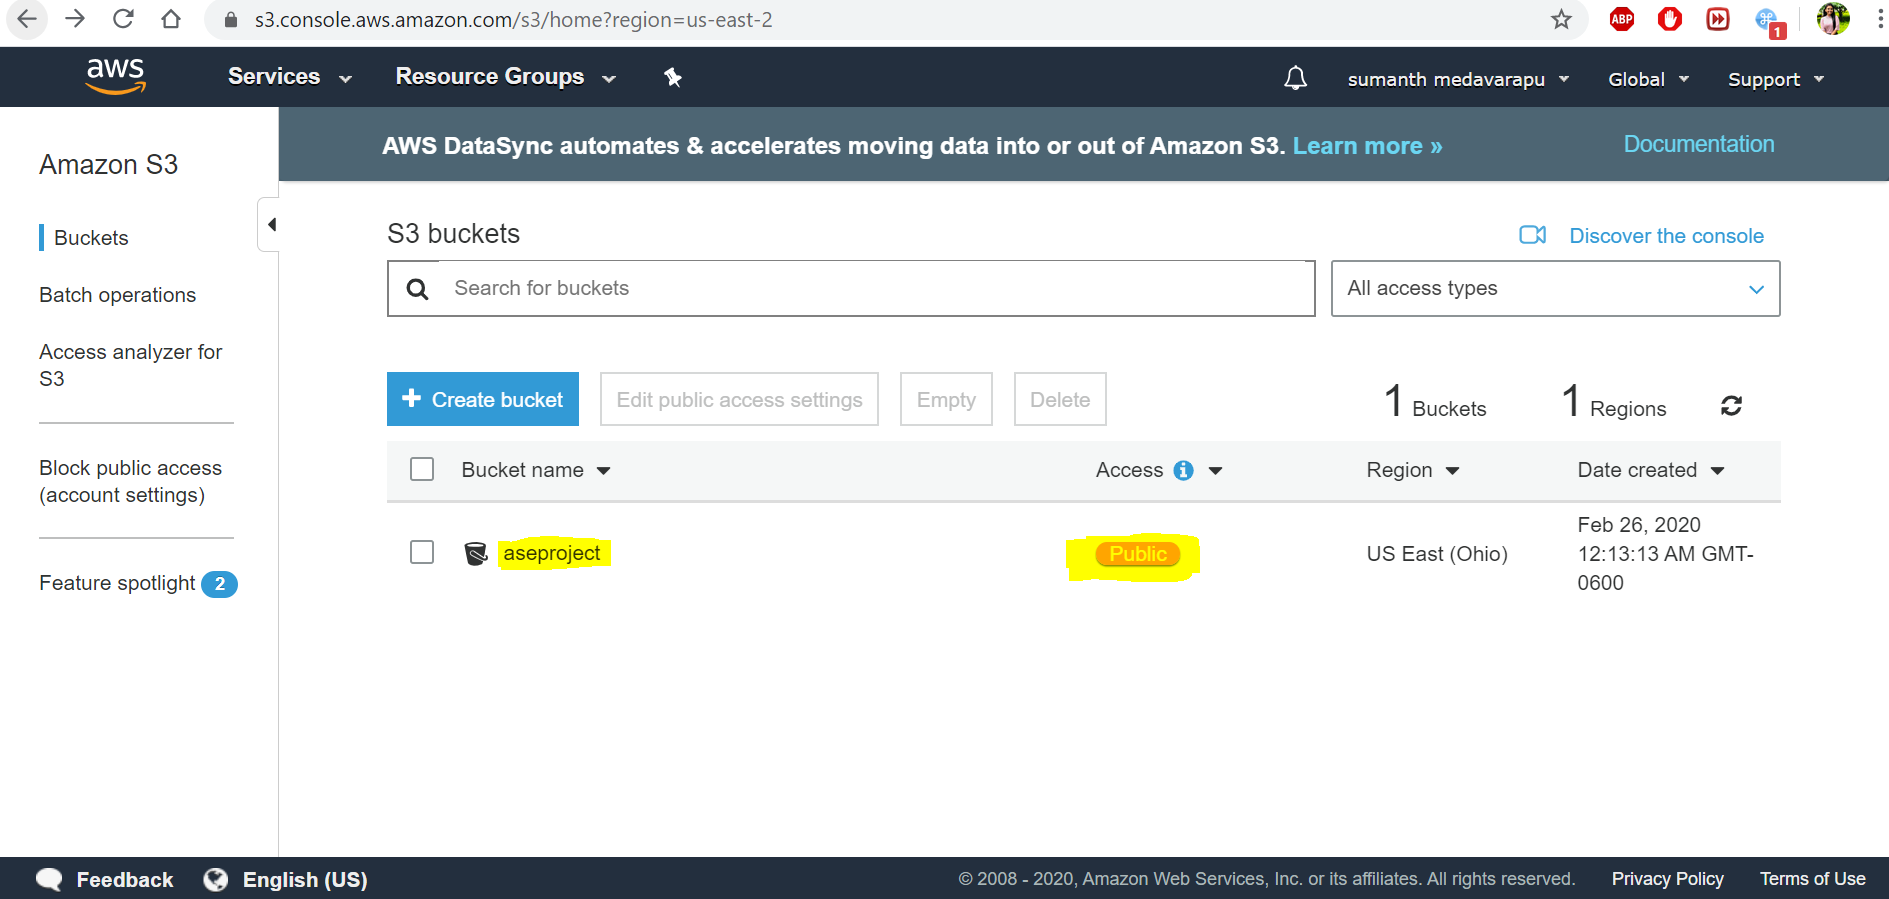 s3.console.aws.amazon.com/s3/home?region=us-east-2
ABP
1
aws
Services
Resource Groups
sumanth medavarapu
Global
Support
Amazon S3
Buckets
Batch operations
Access analyzer for
S3
Block public access
(account settings)
Feature spotlight 2
AWS DataSync automates & accelerates moving data into or out of Amazon S3. Learn more »
Documentation
S3 buckets
Discover the console
Search for buckets
All access types
+ Create bucket
Edit public access settings
Empty
Delete
1 Buckets
1 Regions
Bucket name
Access
Region
Date created
aseproject
Public
US East (Ohio)
Feb 26, 2020
12:13:13 AM GMT-
0600
Feedback
English (US)
© 2008 - 2020, Amazon Web Services, Inc. or its affiliates. All rights reserved.
Privacy Policy
Terms of Use